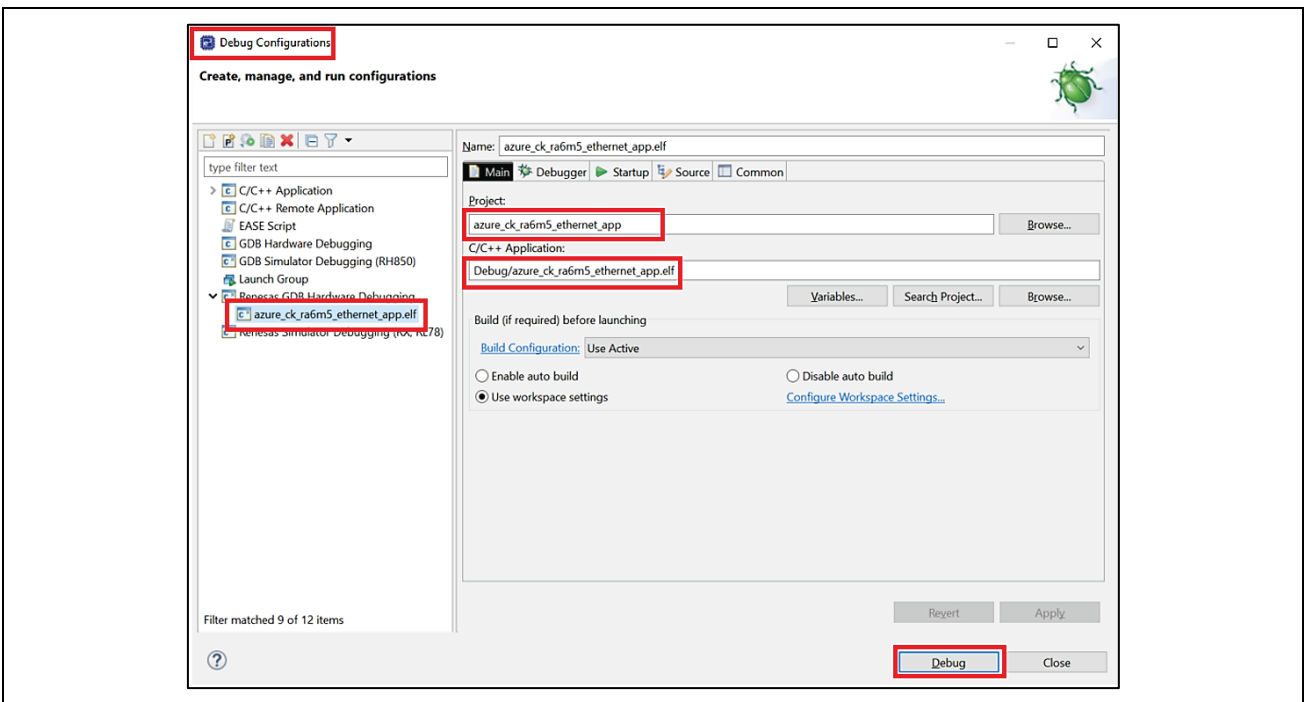 Debug Configurations
Create, manage, and run configurations
type filter text
C/C++ Application
C/C++ Remote Application
EASE Script
GDB Hardware Debugging
GDB Simulator Debugging (RH850)
Launch Group
Renesas GDB Hardware Debugging
azure_ck_ra6m5_ethernet_app.elf
Renesas Simulator Debugging (RX, RL78)
Filter matched 9 of 12 items
Name: azure_ck_ra6m5_ethernet_app.elf
Main Debugger Startup Source Common
Project:
azure_ck_ra6m5_ethernet_app Browse...
C/C++ Application:
Debug/azure_ck_ra6m5_ethernet_app.elf
Variables... Search Project... Browse...
Build (if required) before launching
Build Configuration: Use Active
Enable auto build Disable auto build
Use workspace settings Configure Workspace Settings...
Revert Apply
Debug Close